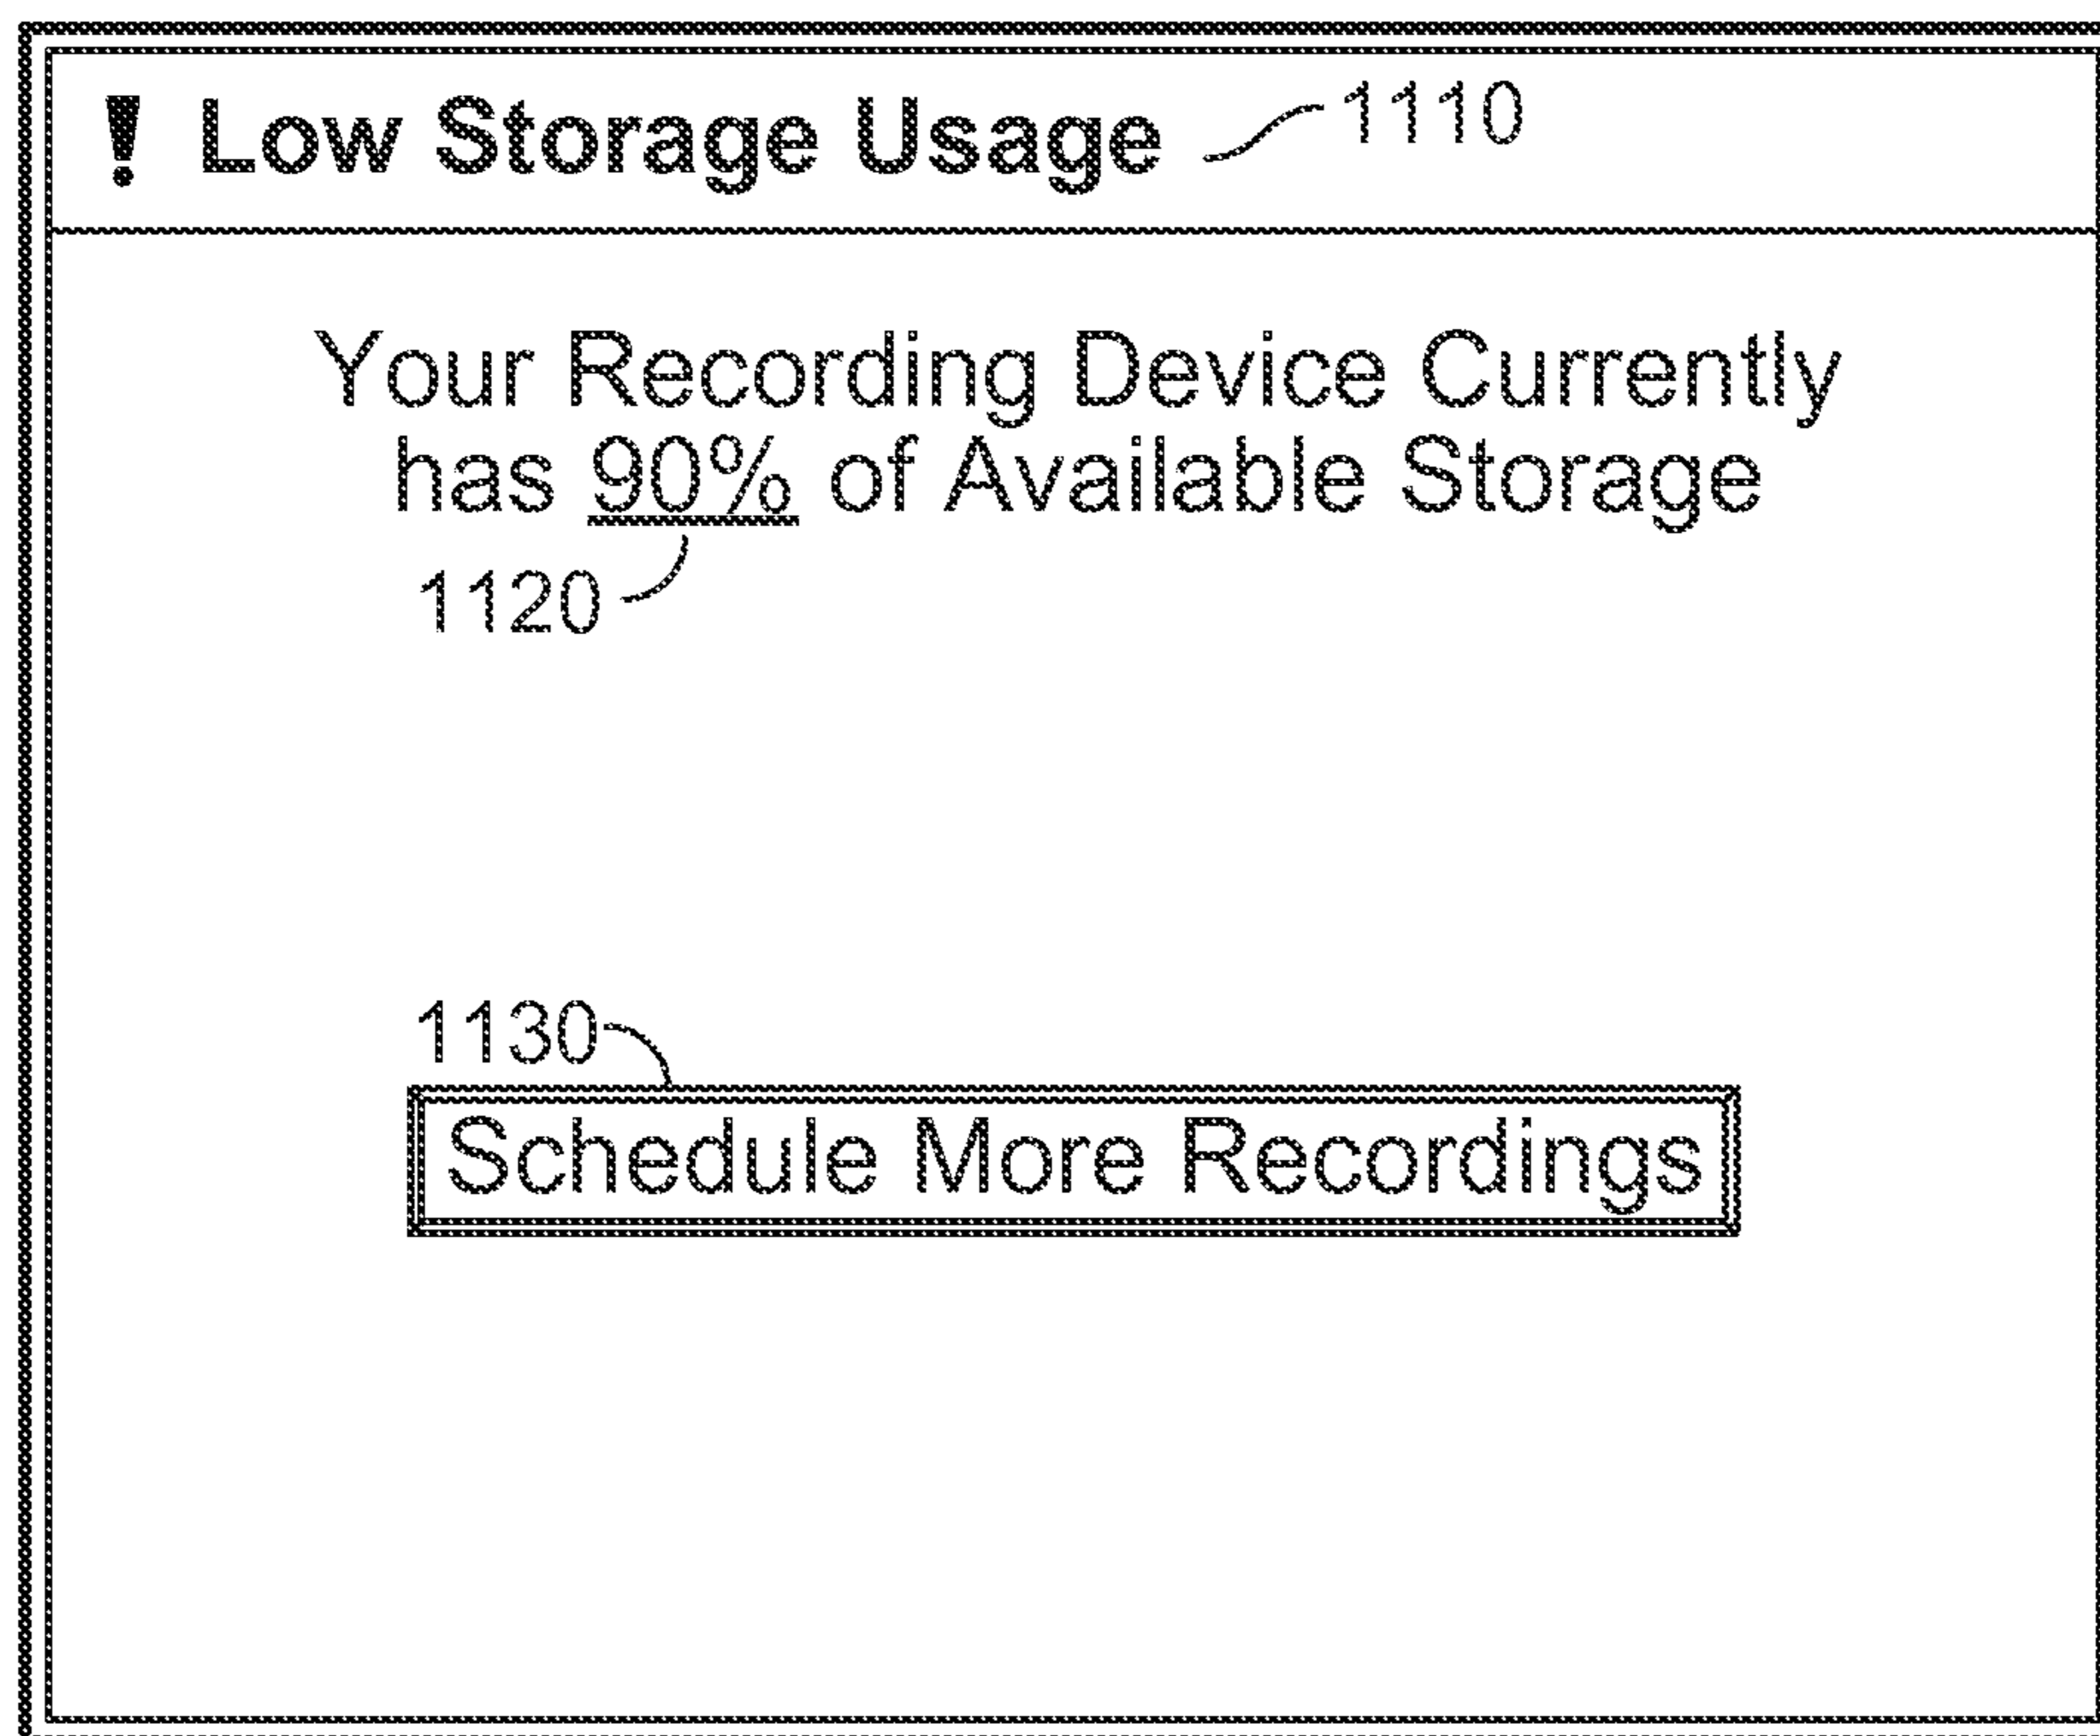 ! Low Storage Usage 1110
Your Recording Device Currently
has 90% of Available Storage
1120
1130
Schedule More Recordings